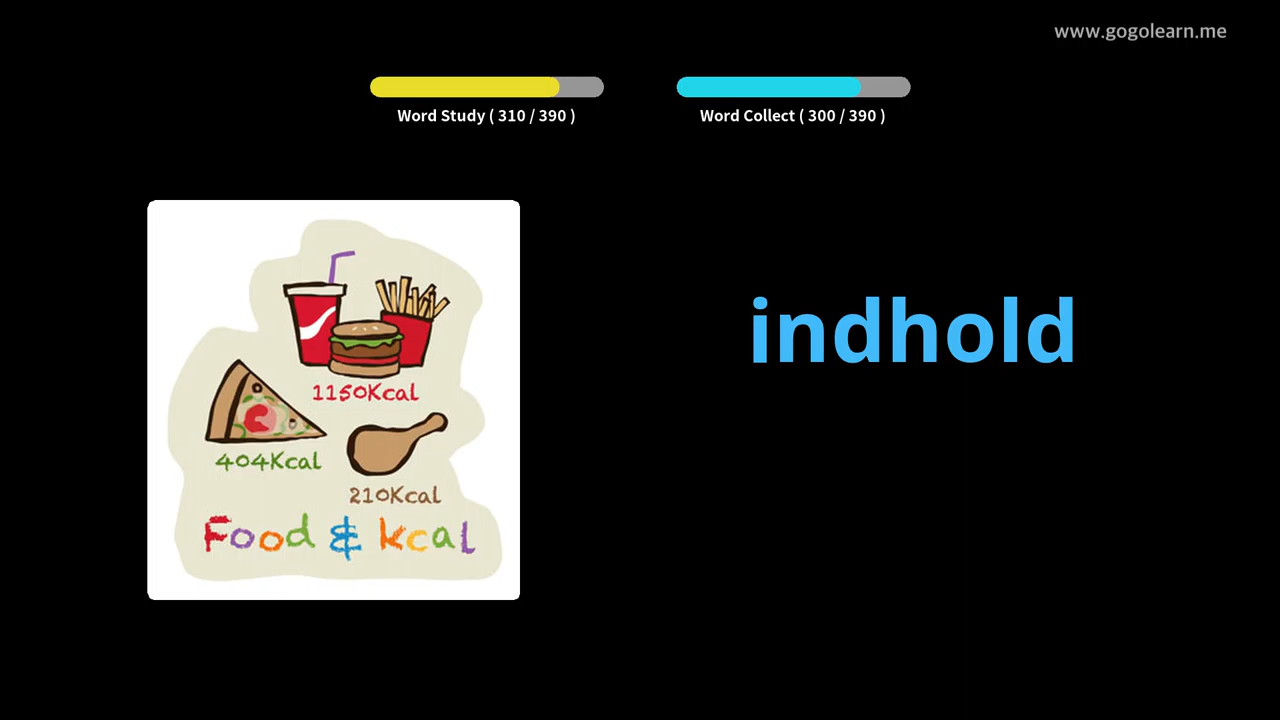 www.gogolearn.me
Word Study ( 310 / 390 )
Word Collect ( 300 / 390 )
1150Kcal
404Kcal
210Kcal
Food & kcal
indhold